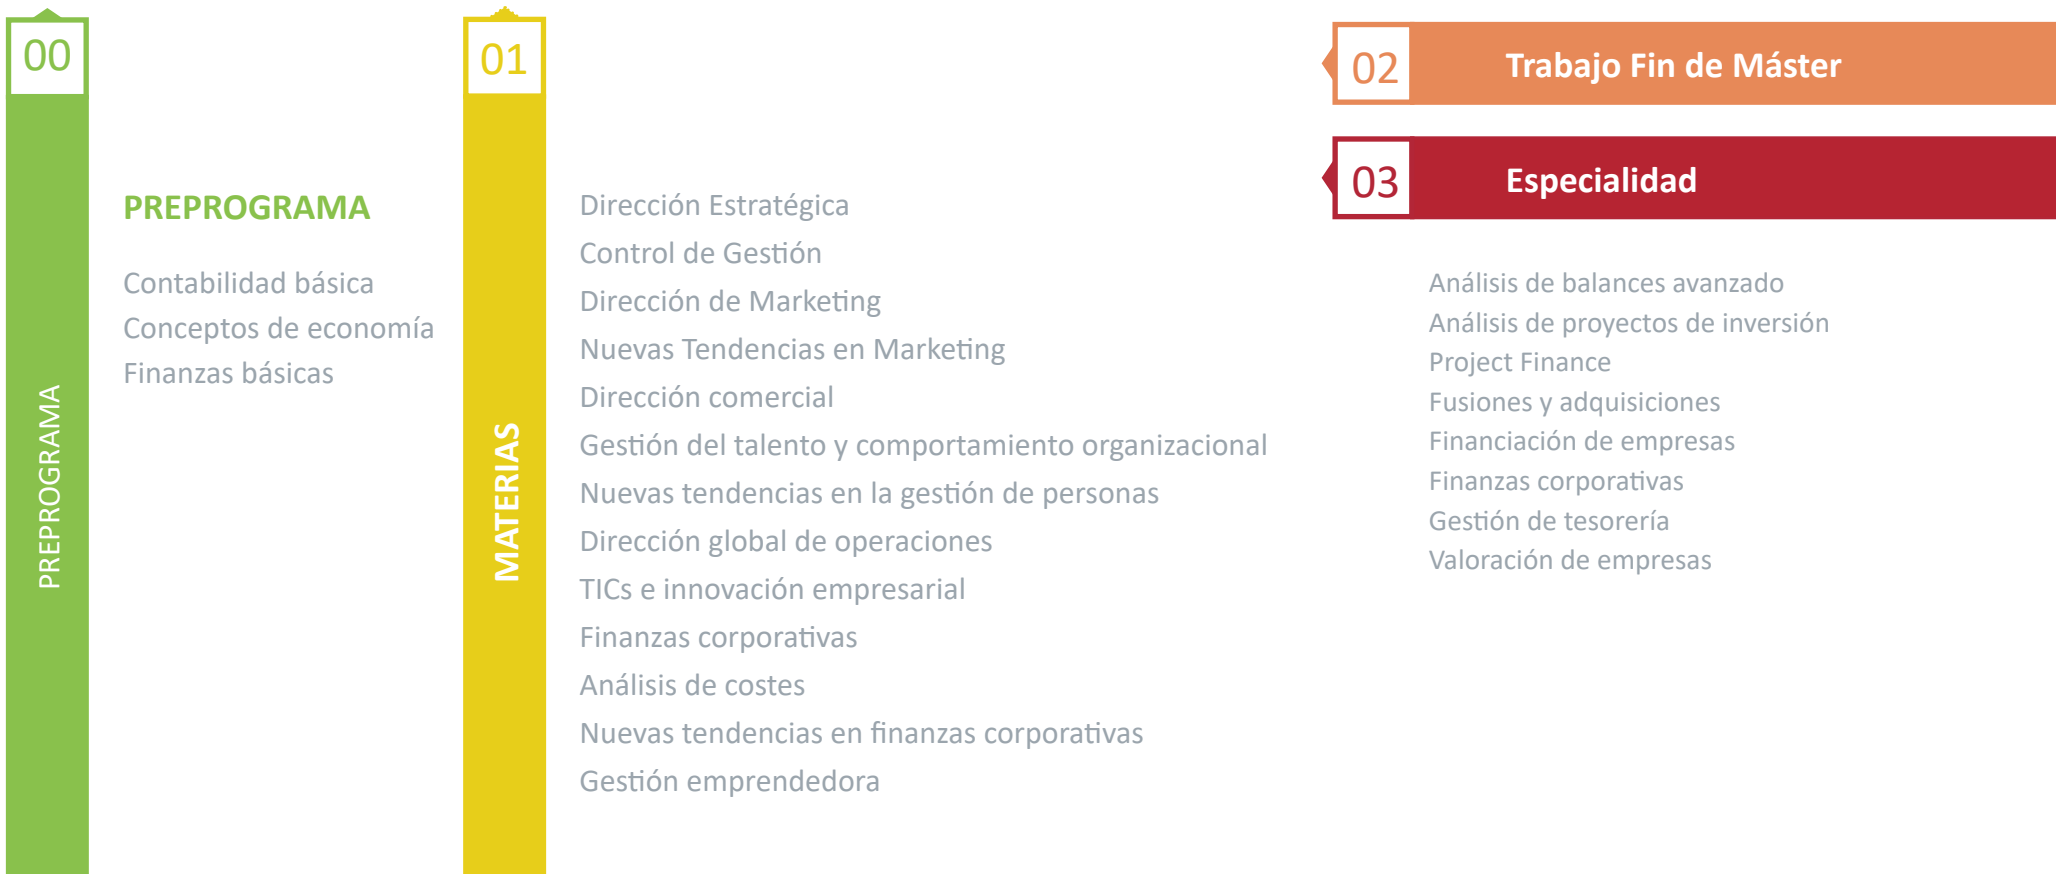 00
PREPROGRAMA
PREPROGRAMA
Contabilidad básica
Conceptos de economía
Finanzas básicas
01
MATERIAS
Dirección Estratégica
Control de Gestión
Dirección de Marketing
Nuevas Tendencias en Marketing
Dirección comercial
Gestión del talento y comportamiento organizacional
Nuevas tendencias en la gestión de personas
Dirección global de operaciones
TICs e innovación empresarial
Finanzas corporativas
Análisis de costes
Nuevas tendencias en finanzas corporativas
Gestión emprendedora
02
Trabajo Fin de Máster
03
Especialidad
Análisis de balances avanzado
Análisis de proyectos de inversión
Project Finance
Fusiones y adquisiciones
Financiación de empresas
Finanzas corporativas
Gestión de tesorería
Valoración de empresas